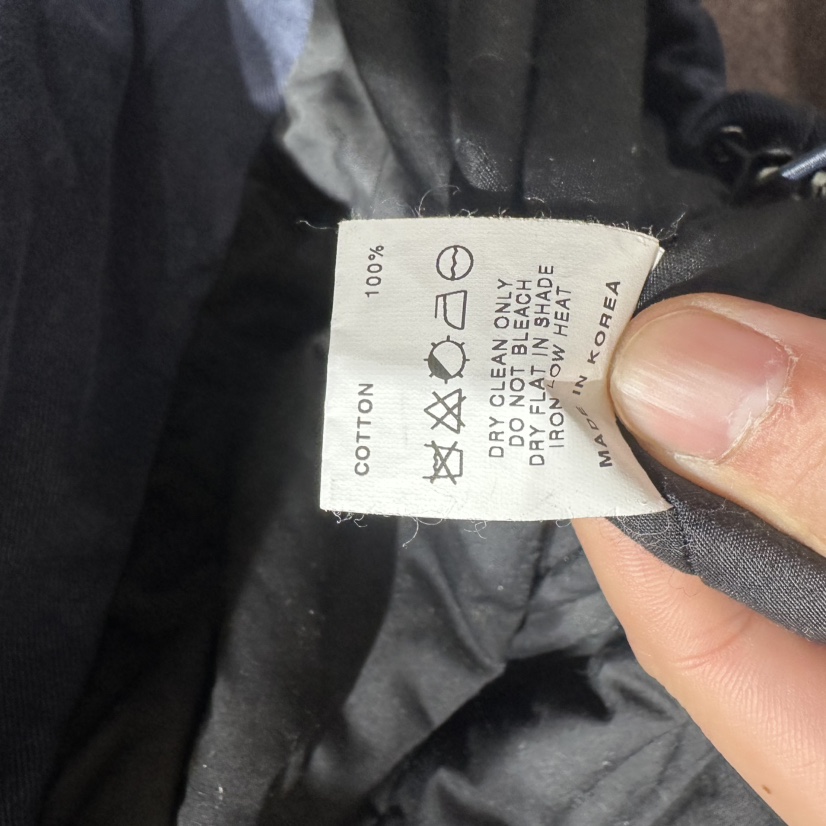 COTTON 100%
DRY CLEAN ONLY
DO NOT BLEACH
DRY FLAT IN SHADE
IRON LOW HEAT
MADE IN KOREA